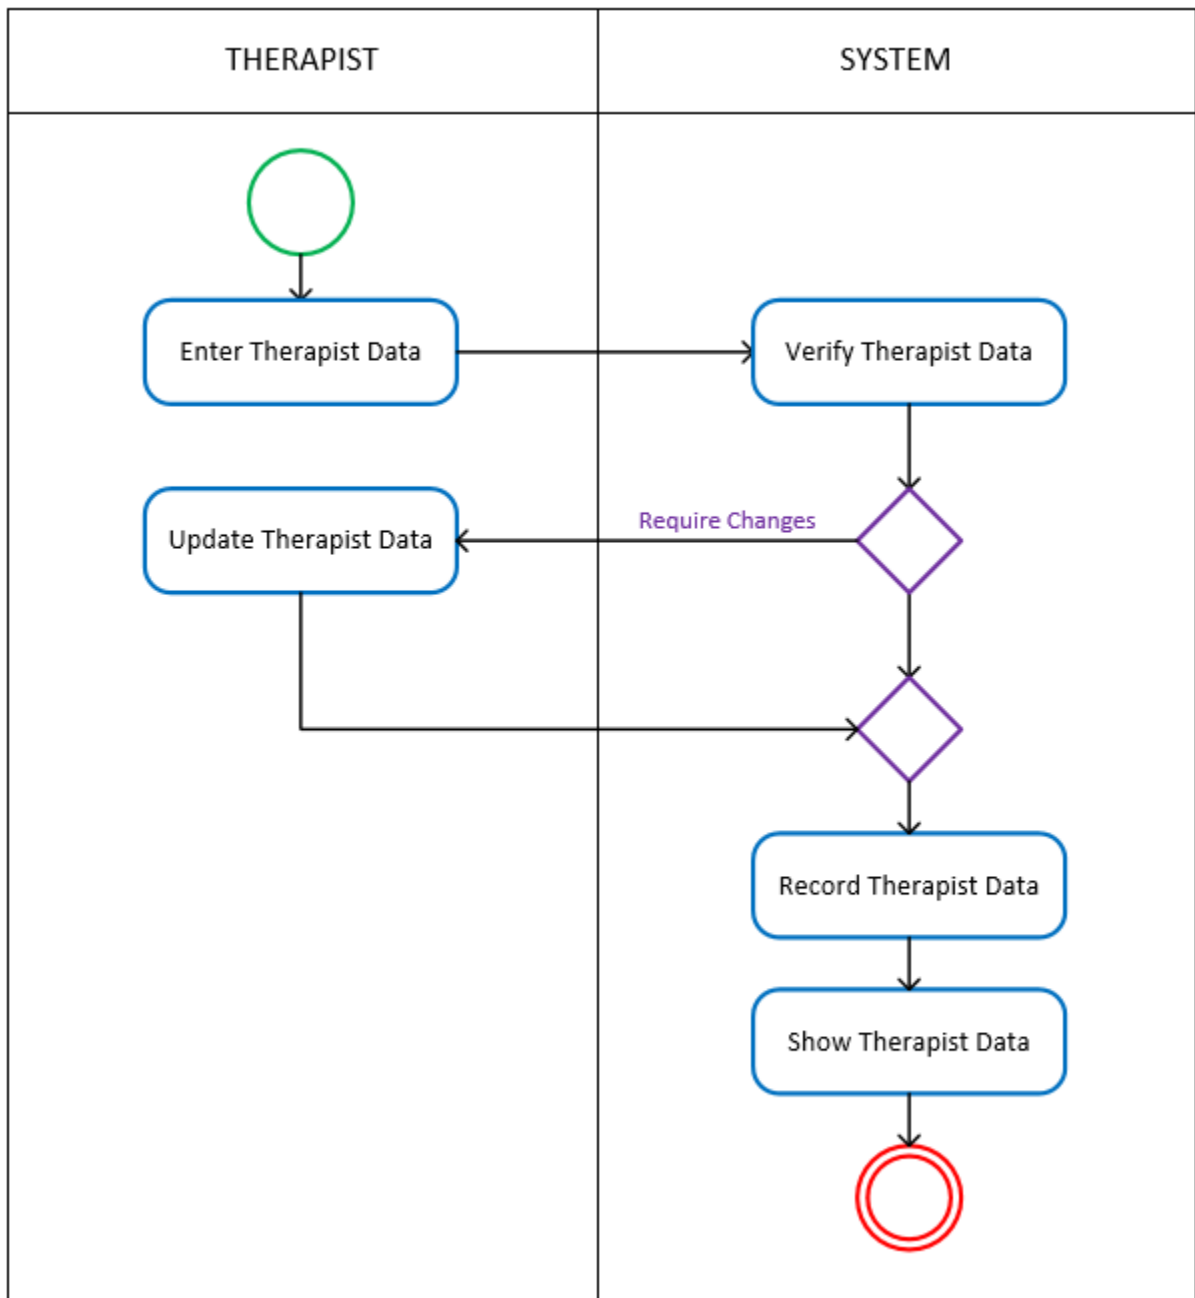 THERAPIST
SYSTEM
Enter Therapist Data
Verify Therapist Data
Require Changes
Update Therapist Data
Record Therapist Data
Show Therapist Data